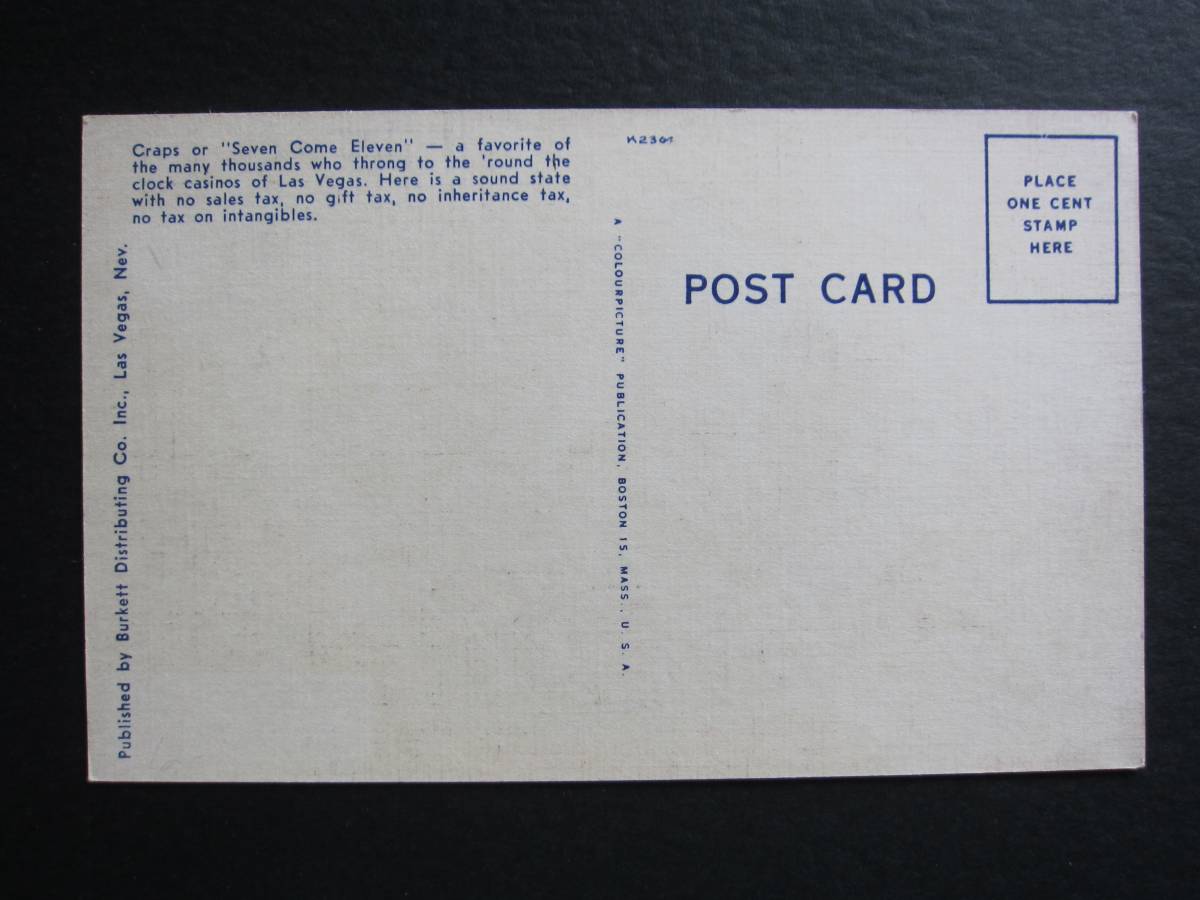 Craps or "Seven Come Eleven" — a favorite of
the many thousands who throng to the 'round the
clock casinos of Las Vegas. Here is a sound state
with no sales tax, no gift tax, no inheritance tax,
no tax on intangibles.
Published by Burkett Distributing Co. Inc., Las Vegas, Nev.
A "COLOURPICTURE" PUBLICATION, BOSTON 15, MASS., U. S. A.
POST CARD
PLACE
ONE CENT
STAMP
HERE